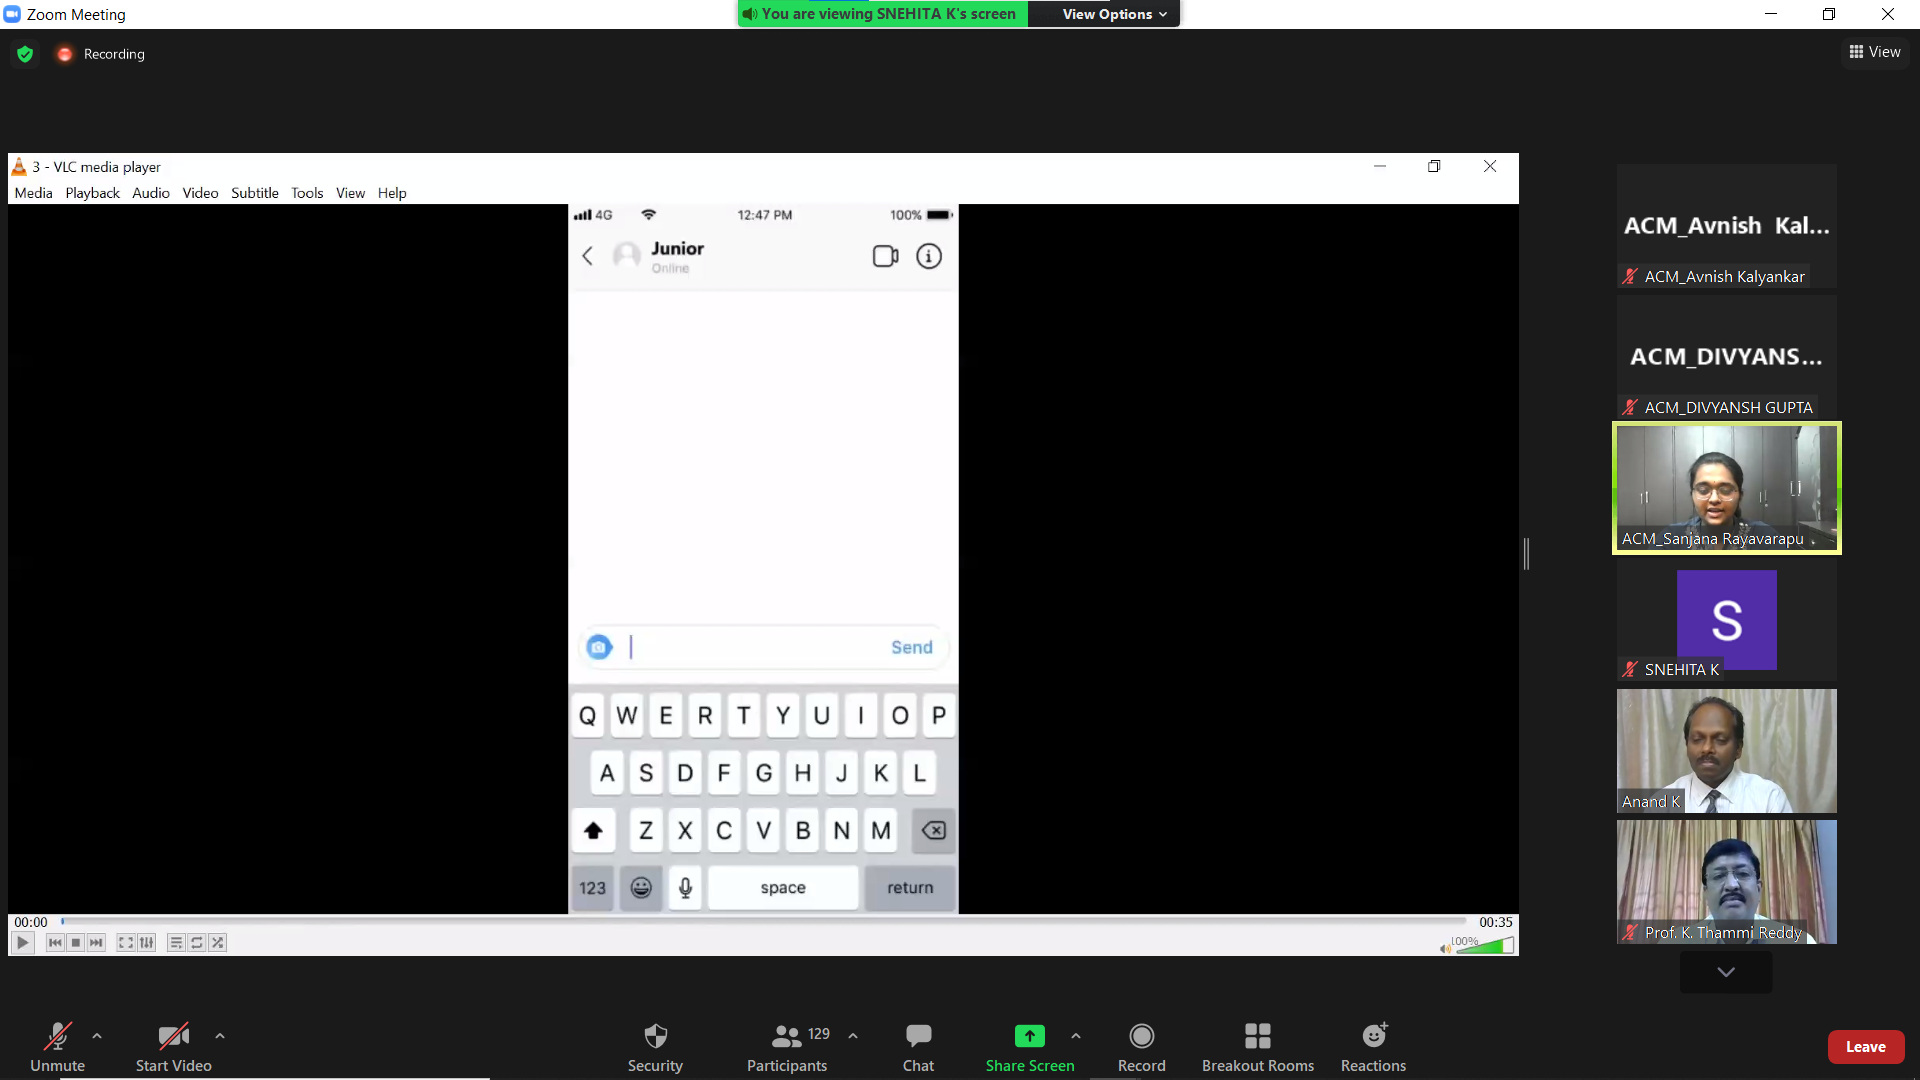 Zoom Meeting
You are viewing SNEHITA K's screen
View Options
Recording
View
3 - VLC media player
Media Playback Audio Video Subtitle Tools View Help
4G 12:47 PM 100%
Junior
Online
Send
Q W E R T Y U I O P
A S D F G H J K L
Z X C V B N M
123 space return
00:00 00:35
100%
ACM_Avnish Kal...
ACM_Avnish Kalyankar
ACM_DIVYANS...
ACM_DIVYANSH GUPTA
ACM_Sanjana Rayavarapu
S
SNEHITA K
Anand K
Prof. K. Thammi Reddy
Unmute
Start Video
Security
129
Participants
Chat
Share Screen
Record
Breakout Rooms
Reactions
Leave